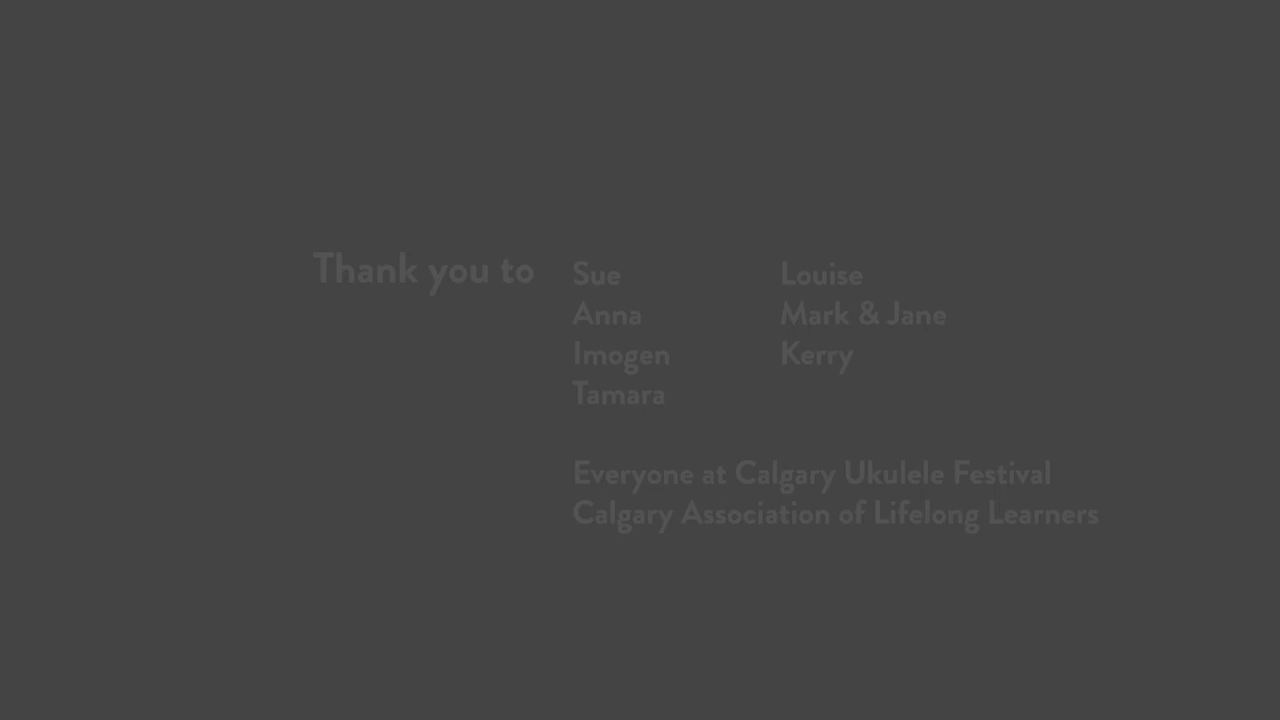 Thank you to
Sue
Anna
Imogen
Tamara
Louise
Mark & Jane
Kerry
Everyone at Calgary Ukulele Festival
Calgary Association of Lifelong Learners